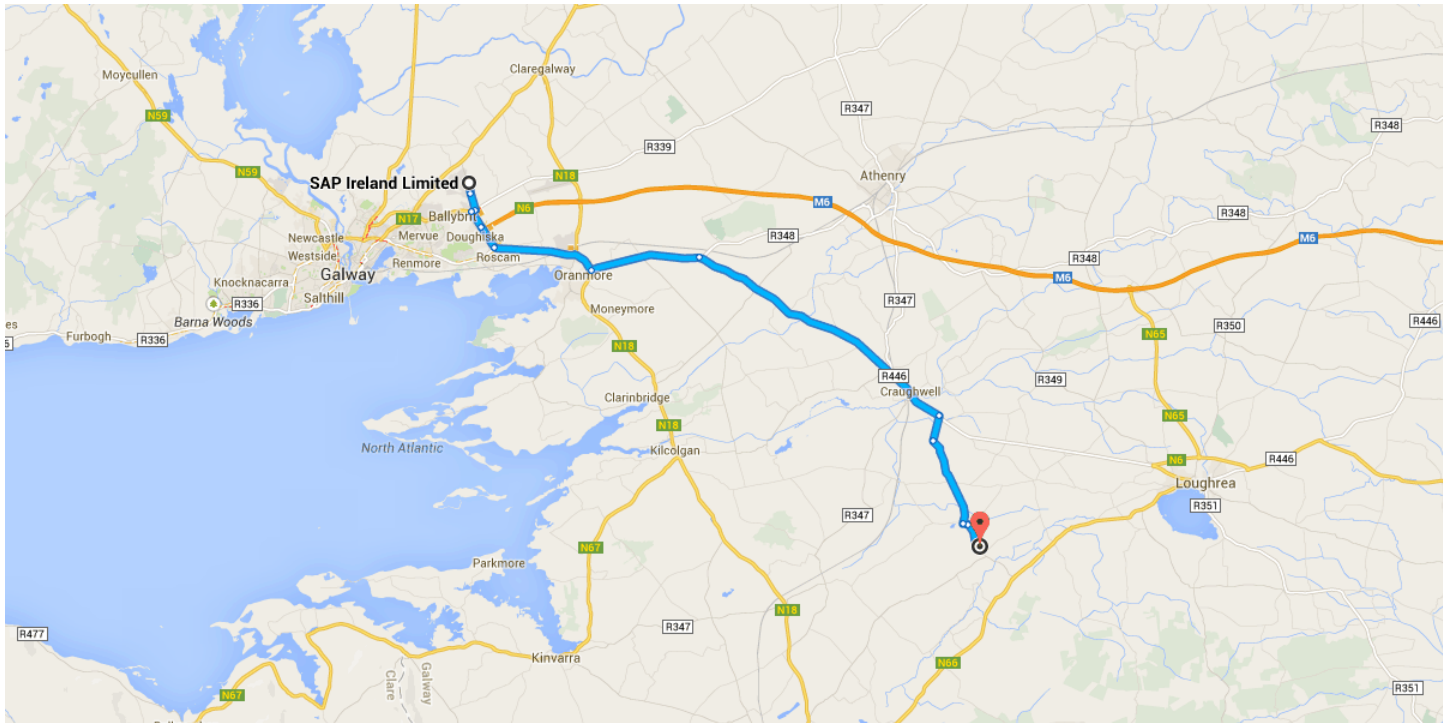 Moycullen
Claregalway
R347
N59
R348
R348
R339
N18
Athenry
N59
SAP Ireland Limited
M6
N6
R348
M6
N17
Ballybrit
Doughiska
Mervue
Newcastle
Westside
R348
Renmore
Roscam
R348
Galway
Oranmore
M6
Knocknacarra
Salthill
R336
R347
Moneymore
Barna Woods
R446
R350
N65
Furbogh
R336
N18
R446
R349
Craughwell
Clarinbridge
N65
N18
North Atlantic
Kilcolgan
N6
R446
Loughrea
R351
R347
N67
Parkmore
N18
R477
R347
Kinvarra
N66
Galway
Clare
R351
N67